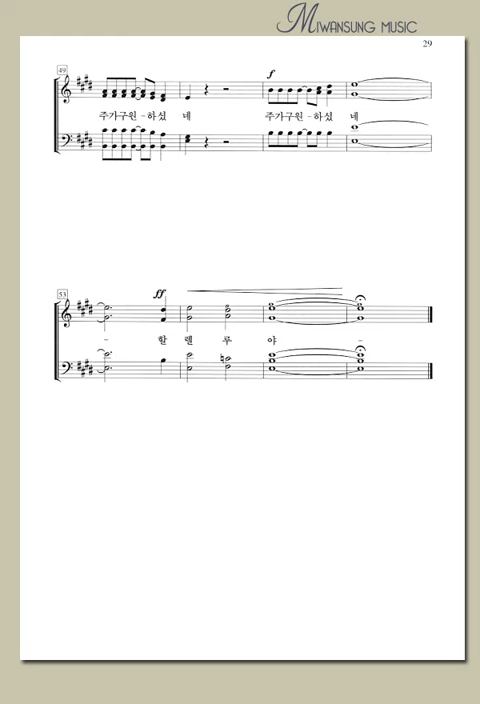 MIWANSUNG MUSIC
29
49
f
주가구원-하셨 네 주가구원-하셨 네
53
ff
- 할 렐 루 야 -